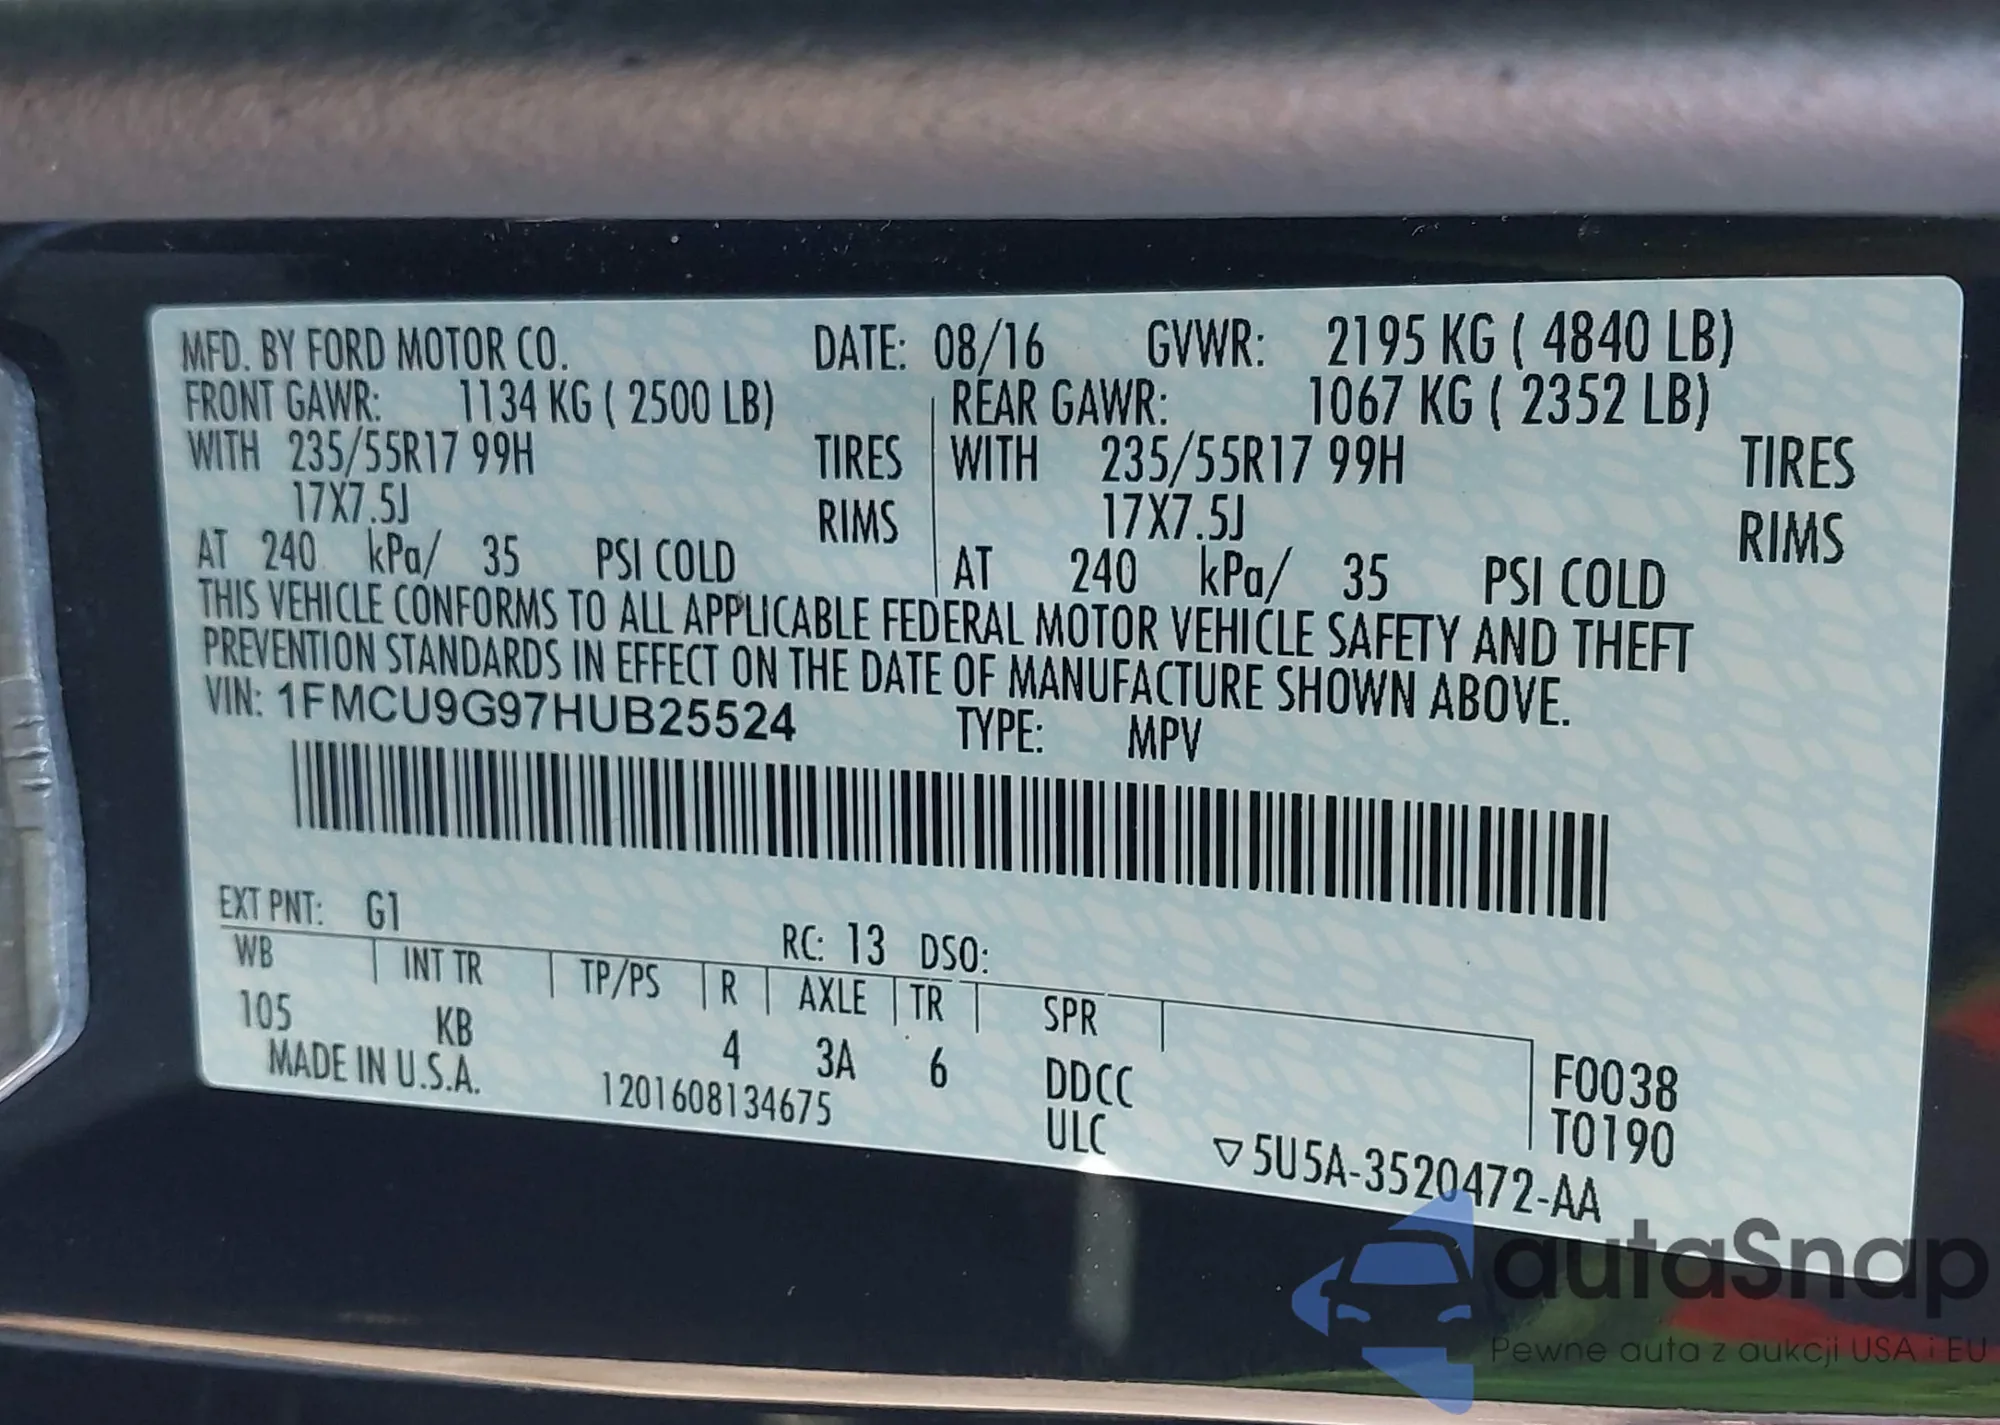 MFD. BY FORD MOTOR CO. DATE: 08/16 GVWR: 2195 KG ( 4840 LB)
FRONT GAWR: 1134 KG ( 2500 LB) REAR GAWR: 1067 KG ( 2352 LB)
WITH 235/55R17 99H TIRES WITH 235/55R17 99H TIRES
17X7.5J RIMS 17X7.5J RIMS
AT 240 kPa/ 35 PSI COLD AT 240 kPa/ 35 PSI COLD
THIS VEHICLE CONFORMS TO ALL APPLICABLE FEDERAL MOTOR VEHICLE SAFETY AND THEFT
PREVENTION STANDARDS IN EFFECT ON THE DATE OF MANUFACTURE SHOWN ABOVE.
VIN: 1FMCU9G97HUB25524 TYPE: MPV
EXT PNT: G1 RC: 13 DSO:
WB INT TR TP/PS R AXLE TR SPR
105 KB 4 3A 6 DDCC F0038
MADE IN U.S.A. 1201608134675 ULC T0190
▽5U5A-3520472-AA
autaSnap
Pewne auta z aukcji USA i EU